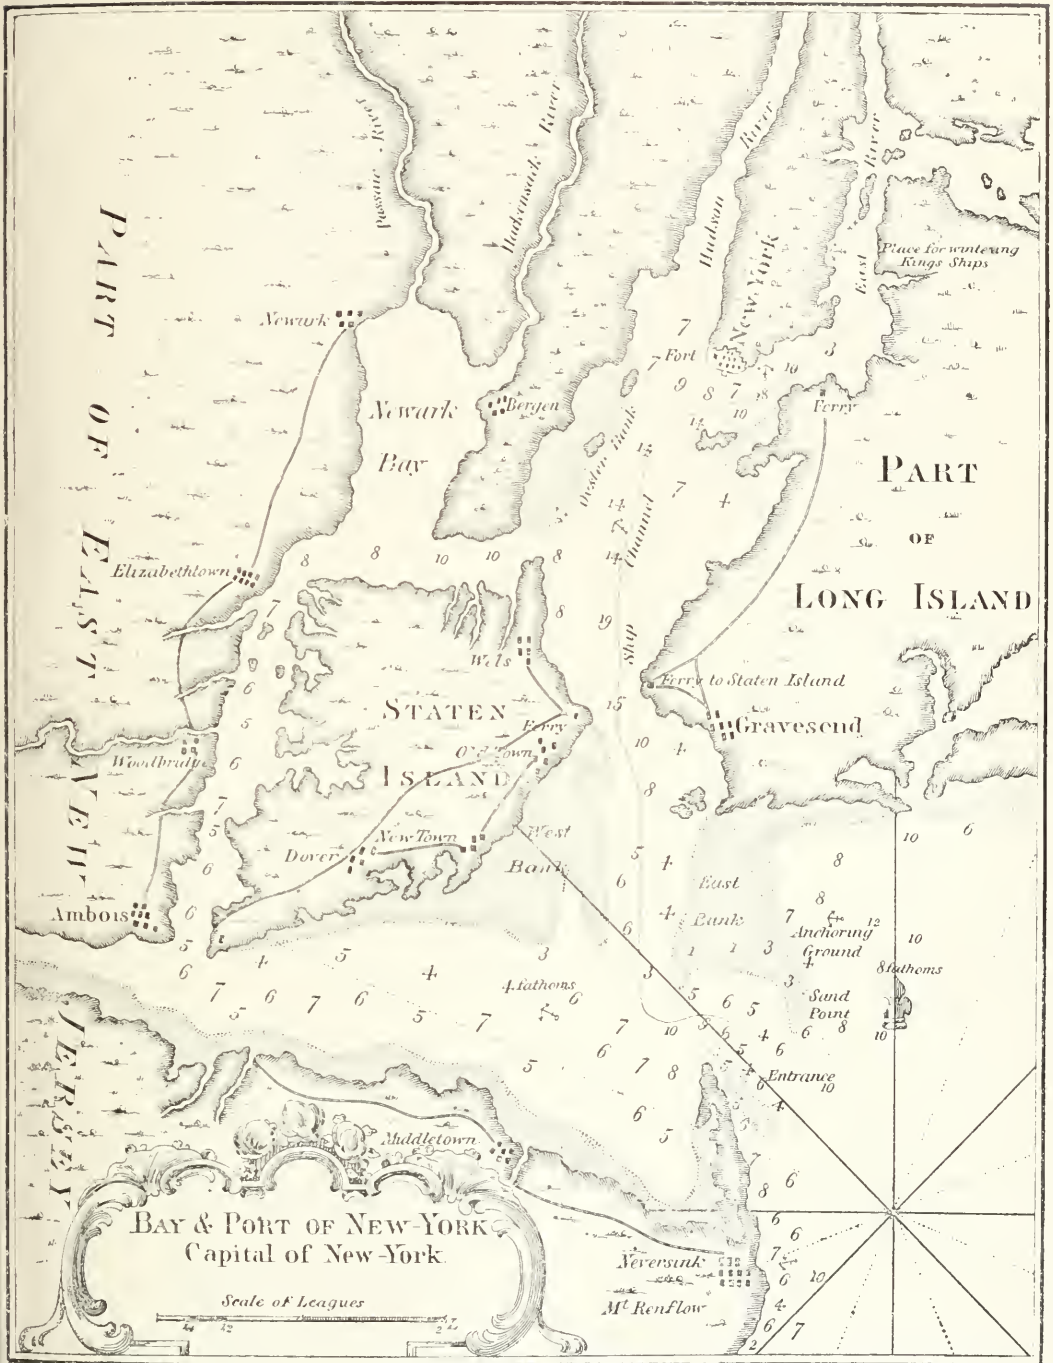 Passaic River
Hackinsack River
Hudson River
East River
Place for wintering
Kings Ships
New York
Fort
Newark
Newark
Bay
Bergen
Ferry
Oyster Bank
Ship Channel
PART
OF
LONG ISLAND
PART OF EAST NEW JERSEY
Elizabethtown
Wels
STATEN
ISLAND
Ferry
Old Town
Ferry to Staten Island
Gravesend
Woodbridge
New Town
Dover
West
Bank
East
Bank
Ambois
Anchoring
Ground
8 fathoms
4 fathoms
Sand
Point
Entrance
Middletown
BAY & PORT OF NEW-YORK
Capital of New-York
Neversink
Mt Renflow
Scale of Leagues